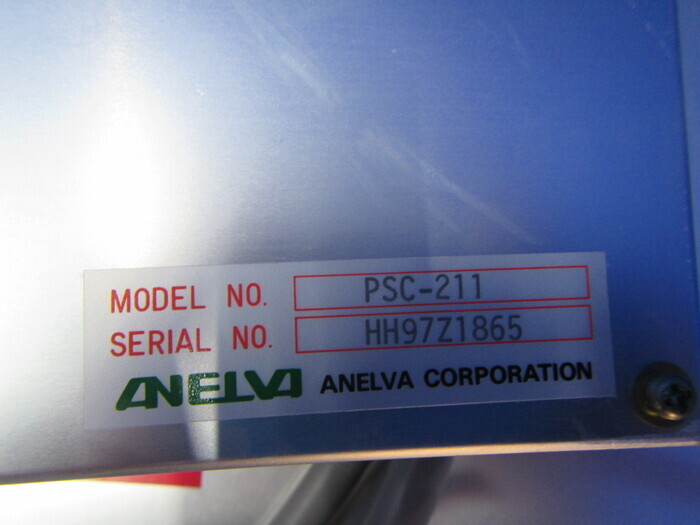 MODEL NO. PSC-211
SERIAL NO. HH97Z1865
ANELVA ANELVA CORPORATION